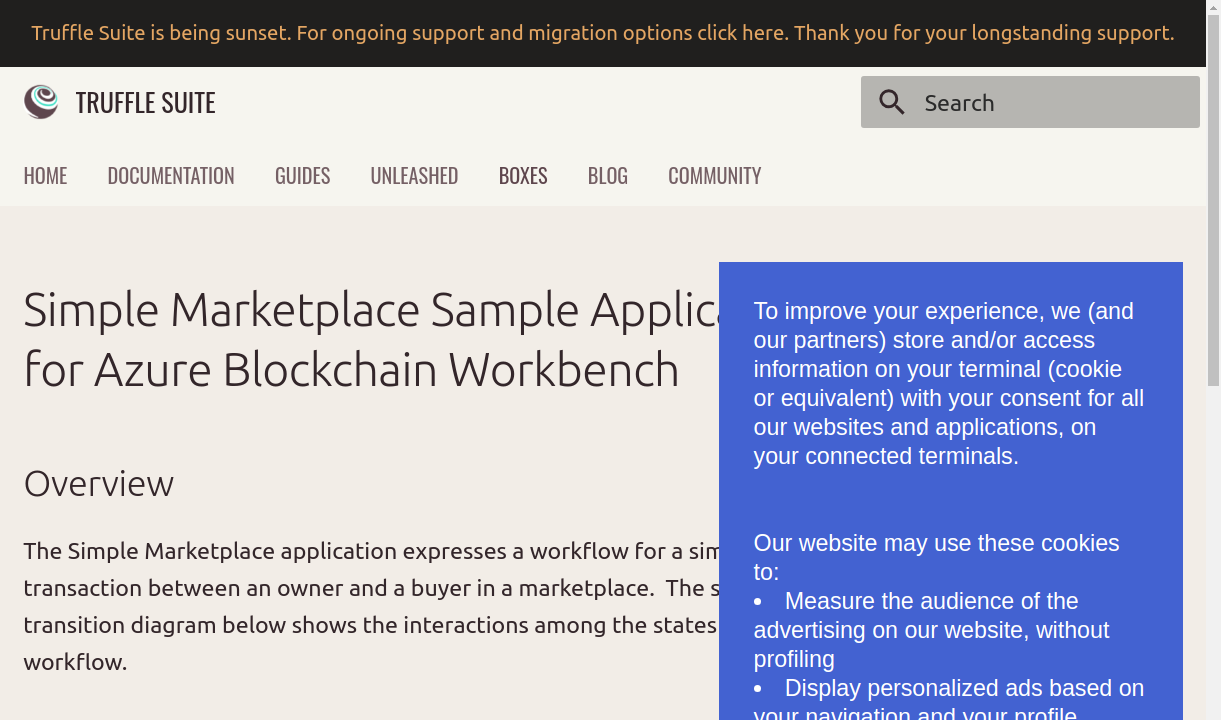 Truffle Suite is being sunset. For ongoing support and migration options click here. Thank you for your longstanding support.
TRUFFLE SUITE
Search
HOME DOCUMENTATION GUIDES UNLEASHED BOXES BLOG COMMUNITY
Simple Marketplace Sample Applica
for Azure Blockchain Workbench
Overview
The Simple Marketplace application expresses a workflow for a sim
transaction between an owner and a buyer in a marketplace.  The s
transition diagram below shows the interactions among the states
workflow.
To improve your experience, we (and
our partners) store and/or access
information on your terminal (cookie
or equivalent) with your consent for all
our websites and applications, on
your connected terminals.
Our website may use these cookies
to:
• Measure the audience of the
advertising on our website, without
profiling
• Display personalized ads based on
your navigation and your profile